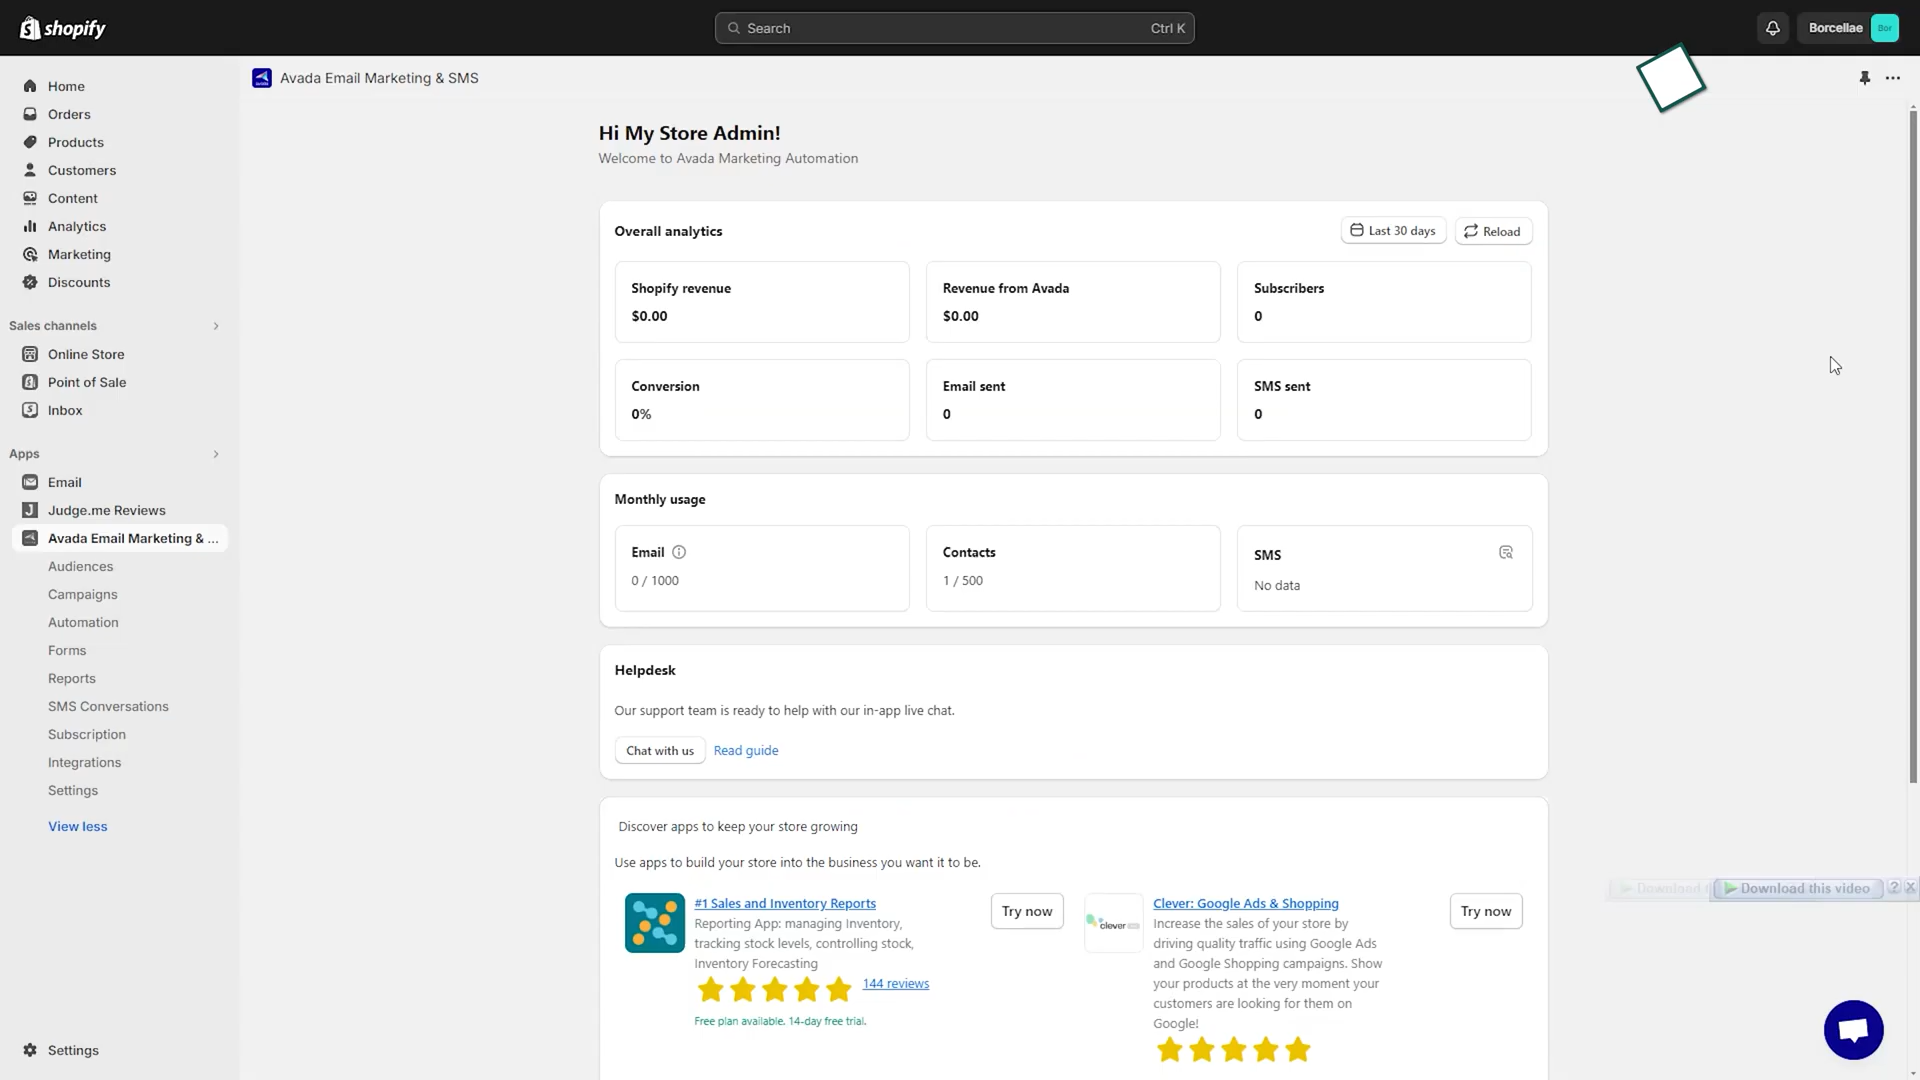 shopify
Search
Ctrl K
Borcellae
Bor
Home
Orders
Products
Customers
Content
Analytics
Marketing
Discounts
Sales channels
Online Store
Point of Sale
Inbox
Apps
Email
Judge.me Reviews
Avada Email Marketing & ...
Audiences
Campaigns
Automation
Forms
Reports
SMS Conversations
Subscription
Integrations
Settings
View less
Settings
Avada Email Marketing & SMS
Hi My Store Admin!
Welcome to Avada Marketing Automation
Overall analytics
Last 30 days
Reload
Shopify revenue
$0.00
Revenue from Avada
$0.00
Subscribers
0
Conversion
0%
Email sent
0
SMS sent
0
Monthly usage
Email
0 / 1000
Contacts
1 / 500
SMS
No data
Helpdesk
Our support team is ready to help with our in-app live chat.
Chat with us
Read guide
Discover apps to keep your store growing
Use apps to build your store into the business you want it to be.
#1 Sales and Inventory Reports
Reporting App: managing Inventory,
tracking stock levels, controlling stock,
Inventory Forecasting
144 reviews
Free plan available. 14-day free trial.
Try now
clever
Clever: Google Ads & Shopping
Increase the sales of your store by
driving quality traffic using Google Ads
and Google Shopping campaigns. Show
your products at the very moment your
customers are looking for them on
Google!
Try now
Download
Download this video
?